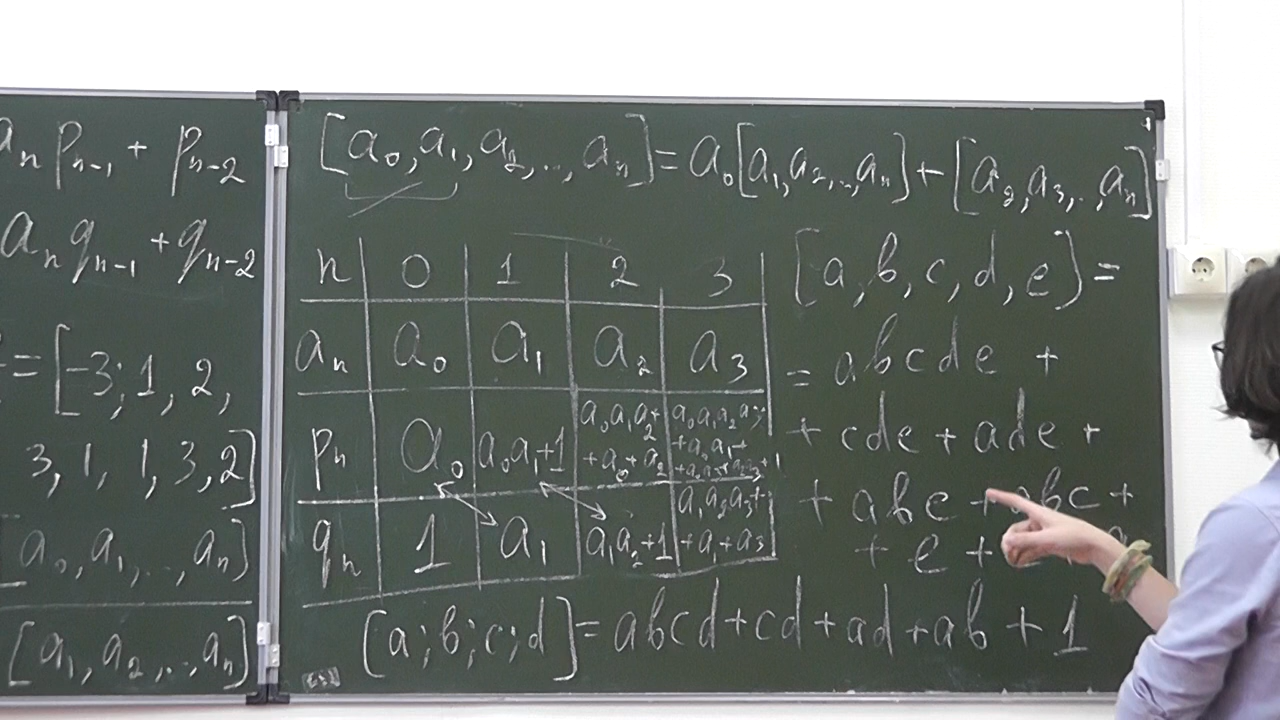 a_n p_{n-1} + p_{n-2}
a_n q_{n-1} + q_{n-2}
= [-3; 1, 2,
3, 1, 1, 3, 2]
[a_0, a_1, .., a_n]
[a_1, a_2, .., a_n]
[a_0, a_1, a_2, .., a_n] = a_0[a_1, a_2, .., a_n] + [a_2, a_3, .., a_n]
n 0 1 2 3
a_n a_0 a_1 a_2 a_3
p_n a_0 a_0a_1+1 a_0a_1a_2+ +a_0+a_2 a_0a_1a_2a_3+ +a_0a_1+
q_n 1 a_1 a_1a_2+1 a_1a_2a_3+ +a_1+a_3
[a, b, c, d, e] =
= abcde +
+ cde + ade +
+ abe + abc +
+ e +
[a; b; c; d] = abcd + cd + ad + ab + 1